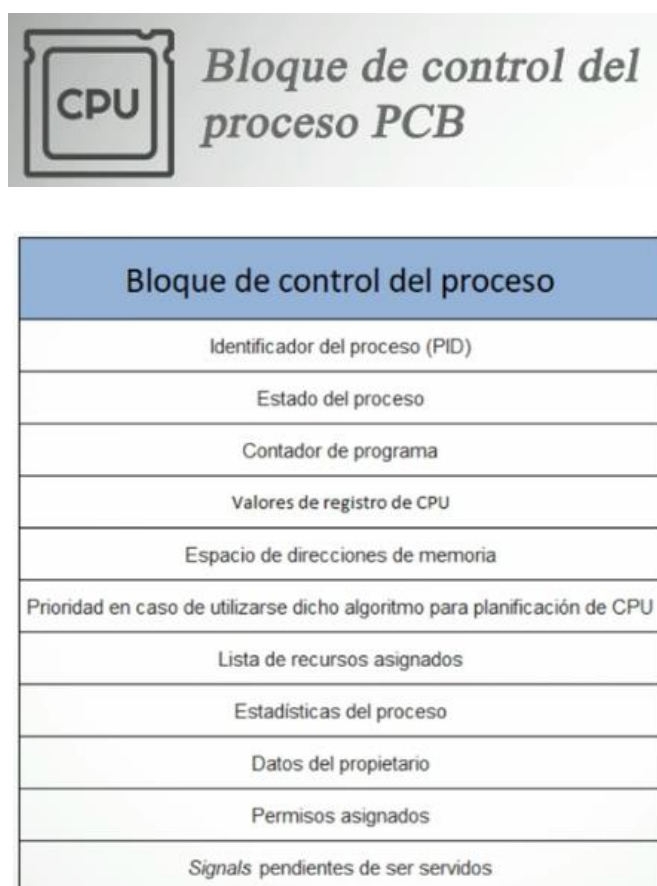 CPU
Bloque de control del
proceso PCB
Bloque de control del proceso
Identificador del proceso (PID)
Estado del proceso
Contador de programa
Valores de registro de CPU
Espacio de direcciones de memoria
Prioridad en caso de utilizarse dicho algoritmo para planificación de CPU
Lista de recursos asignados
Estadísticas del proceso
Datos del propietario
Permisos asignados
Signals pendientes de ser servidos